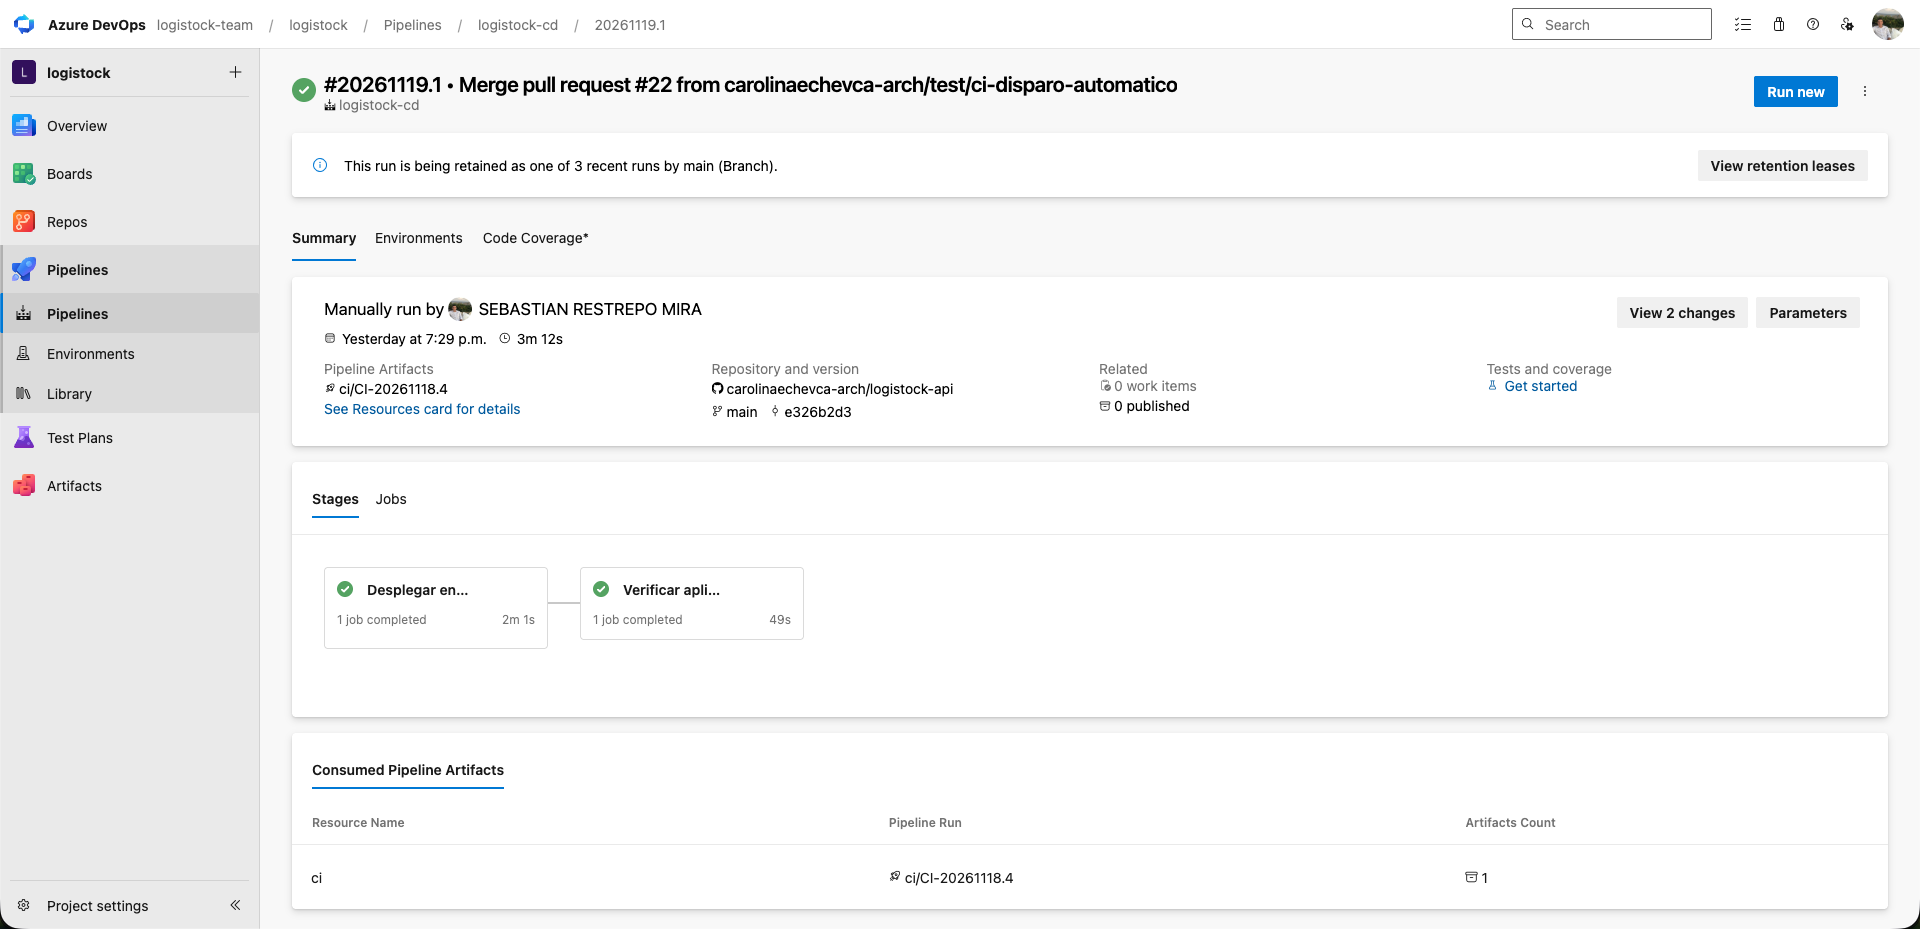 Azure DevOps logistock-team / logistock / Pipelines / logistock-cd / 20261119.1
Search
L logistock
Overview
Boards
Repos
Pipelines
Pipelines
Environments
Library
Test Plans
Artifacts
Project settings
#20261119.1 • Merge pull request #22 from carolinaechevca-arch/test/ci-disparo-automatico
logistock-cd
Run new
This run is being retained as one of 3 recent runs by main (Branch).
View retention leases
Summary Environments Code Coverage*
Manually run by SEBASTIAN RESTREPO MIRA
View 2 changes
Parameters
Yesterday at 7:29 p.m. 3m 12s
Pipeline Artifacts
ci/CI-20261118.4
See Resources card for details
Repository and version
carolinaechevca-arch/logistock-api
main e326b2d3
Related
0 work items
0 published
Tests and coverage
Get started
Stages Jobs
Desplegar en...
1 job completed 2m 1s
Verificar apli...
1 job completed 49s
Consumed Pipeline Artifacts
Resource Name Pipeline Run Artifacts Count
ci ci/CI-20261118.4 1